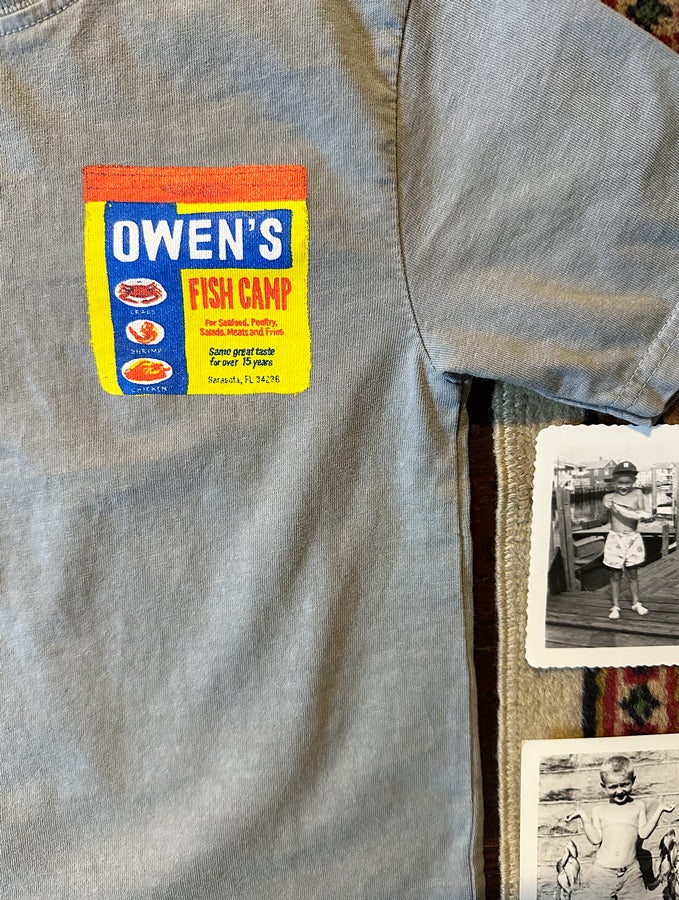 OWEN'S
FISH CAMP
For Seafood, Poultry,
Salads, Meats and Fries
Same great taste
for over 15 years
Sarasota, FL 34236
CRABS
SHRIMP
CHICKEN